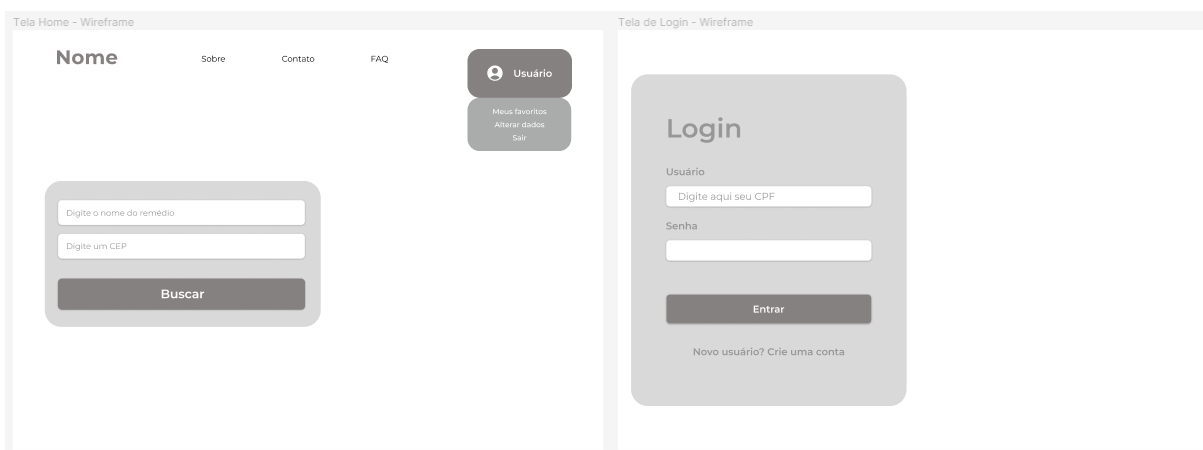 Tela Home - Wireframe
Nome
Sobre
Contato
FAQ
Usuário
Meus favoritos
Alterar dados
Sair
Digite o nome do remédio
Digite um CEP
Buscar
Tela de Login - Wireframe
Login
Usuário
Digite aqui seu CPF
Senha
Entrar
Novo usuário? Crie uma conta